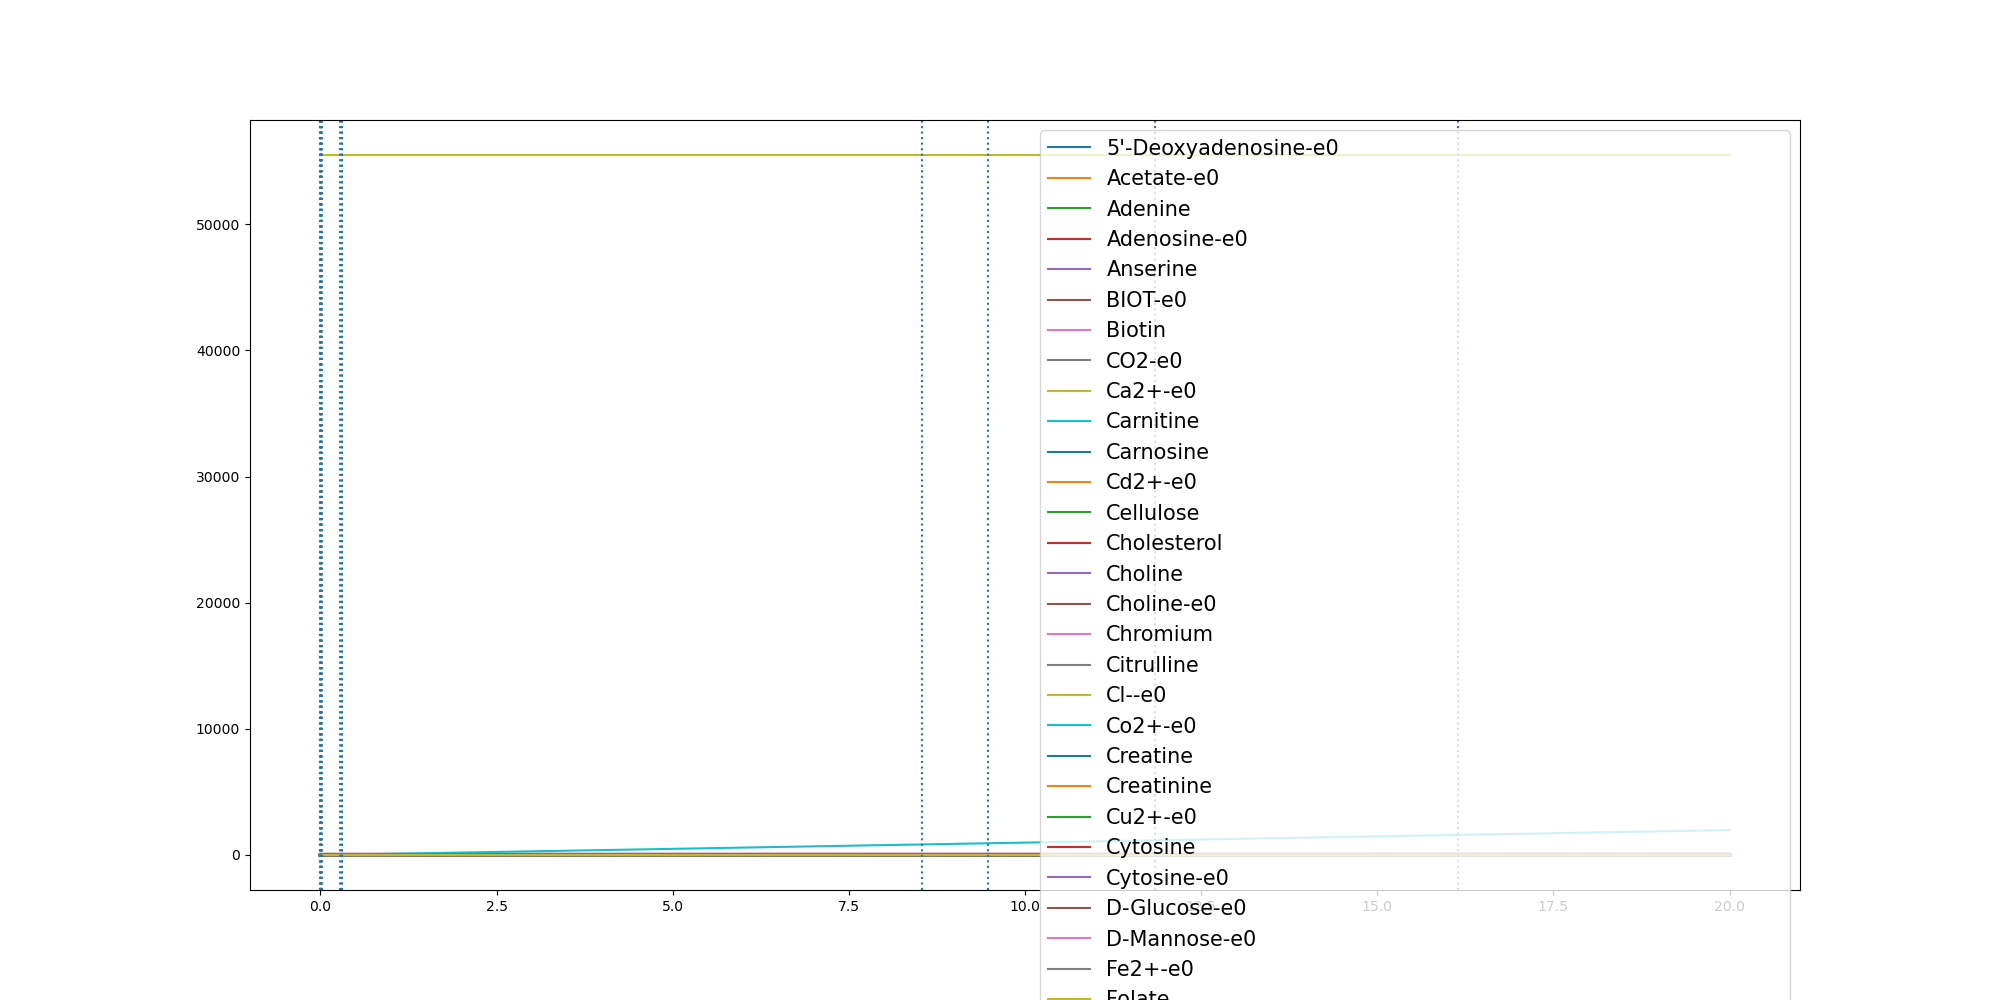 5'-Deoxyadenosine-e0
Acetate-e0
Adenine
Adenosine-e0
Anserine
BIOT-e0
Biotin
CO2-e0
Ca2+-e0
Carnitine
Carnosine
Cd2+-e0
Cellulose
Cholesterol
Choline
Choline-e0
Chromium
Citrulline
Cl--e0
Co2+-e0
Creatine
Creatinine
Cu2+-e0
Cytosine
Cytosine-e0
D-Glucose-e0
D-Mannose-e0
Fe2+-e0
Folate
50000
40000
30000
20000
10000
0
0.0 2.5 5.0 7.5 10.0 15.0 17.5 20.0